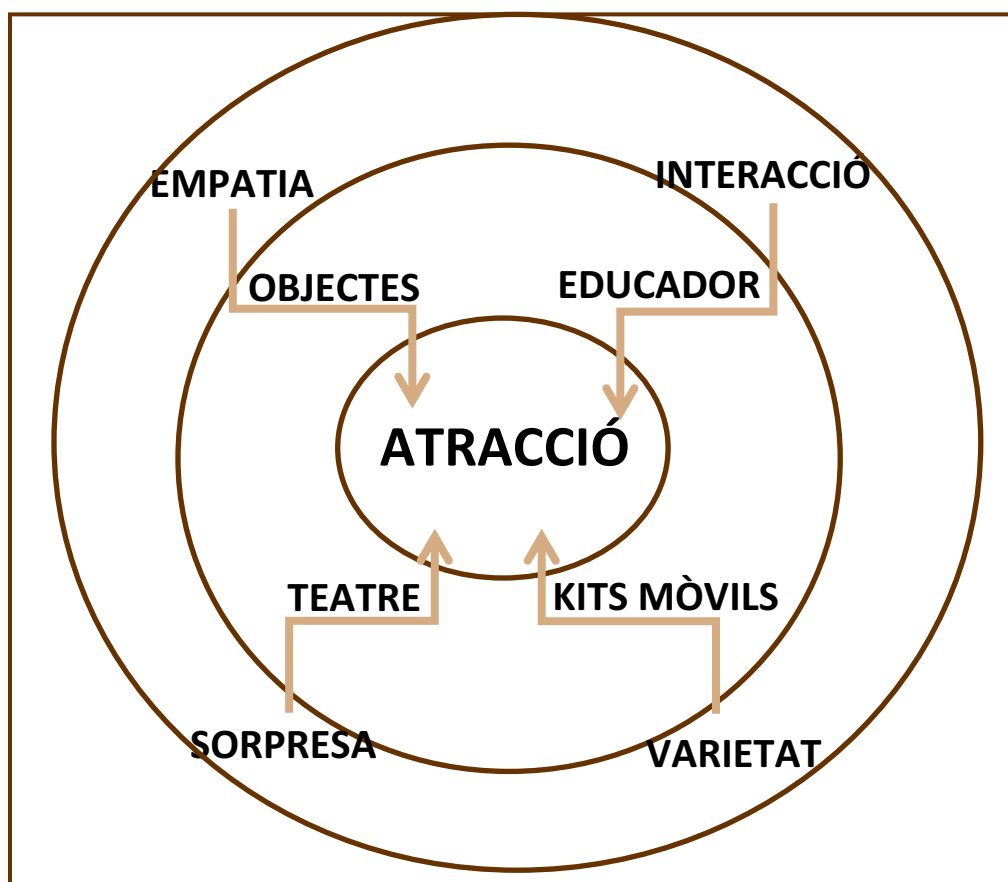 EMPATIA
INTERACCIÓ
OBJECTES
EDUCADOR
ATRACCIÓ
TEATRE
KITS MÒVILS
SORPRESA
VARIETAT